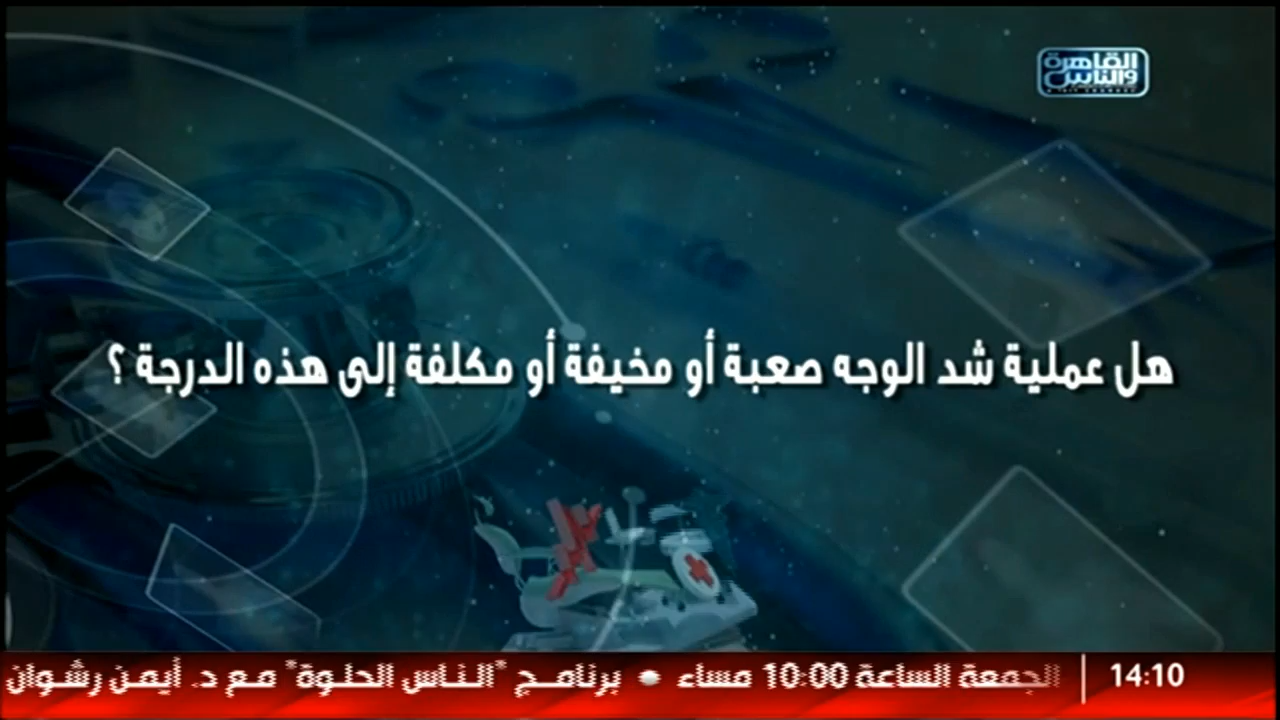 القاهرة
والناس
هل عملية شد الوجه صعبة أو مخيفة أو مكلفة إلى هذه الدرجة ؟
14:10
الجمعة الساعة 10:00 مساء • برنامج "الناس الحلوة" مع د. أيمن رشوان